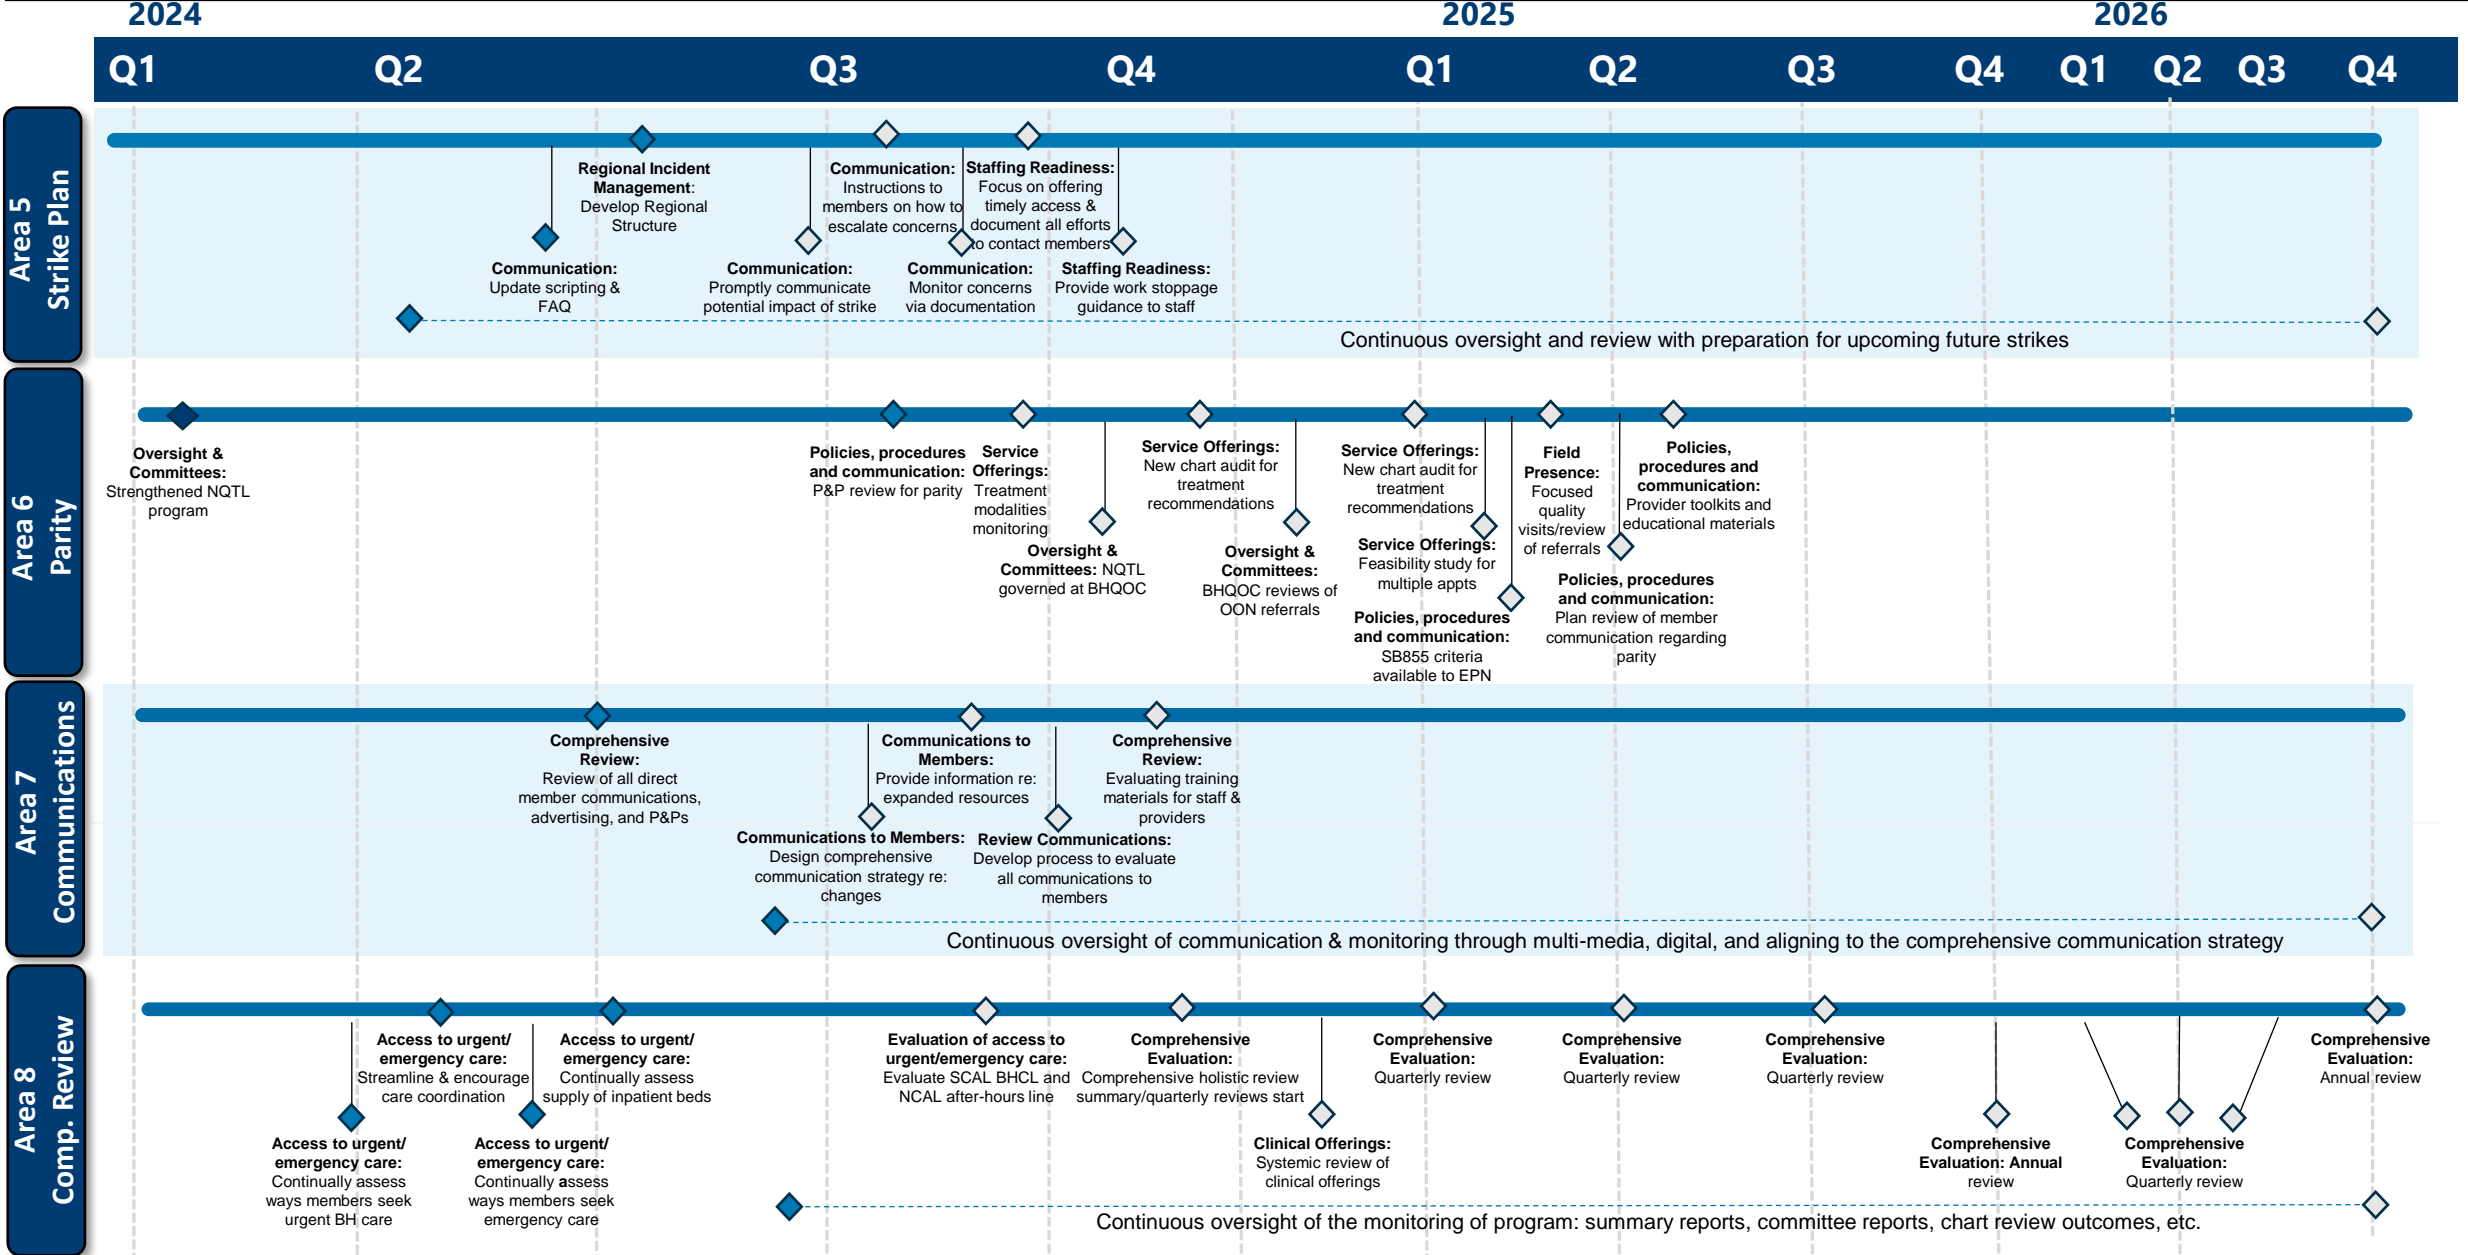 2024
2025
2026
Q1
Q2
Q3
Q4
Q1
Q2
Q3
Q4
Q1
Q2
Q3
Q4
Area 5
Strike Plan
Regional Incident
Management:
Develop Regional
Structure
Communication:
Instructions to
members on how to
escalate concerns
Staffing Readiness:
Focus on offering
timely access &
document all efforts
to contact members
Communication:
Update scripting &
FAQ
Communication:
Promptly communicate
potential impact of strike
Communication:
Monitor concerns
via documentation
Staffing Readiness:
Provide work stoppage
guidance to staff
Continuous oversight and review with preparation for upcoming future strikes
Area 6
Parity
Oversight &
Committees:
Strengthened NQTL
program
Policies, procedures
and communication:
P&P review for parity
Service
Offerings:
Treatment
modalities
monitoring
Oversight &
Committees: NQTL
governed at BHQOC
Service Offerings:
New chart audit for
treatment
recommendations
Oversight &
Committees:
BHQOC reviews of
OON referrals
Service Offerings:
New chart audit for
treatment
recommendations
Service Offerings:
Feasibility study for
multiple appts
Policies, procedures
and communication:
SB855 criteria
available to EPN
Field
Presence:
Focused
quality
visits/review
of referrals
Policies,
procedures and
communication:
Provider toolkits and
educational materials
Policies, procedures
and communication:
Plan review of member
communication regarding
parity
Area 7
Communications
Comprehensive
Review:
Review of all direct
member communications,
advertising, and P&Ps
Communications to
Members:
Provide information re:
expanded resources
Comprehensive
Review:
Evaluating training
materials for staff &
providers
Communications to Members:
Design comprehensive
communication strategy re:
changes
Review Communications:
Develop process to evaluate
all communications to
members
Continuous oversight of communication & monitoring through multi-media, digital, and aligning to the comprehensive communication strategy
Area 8
Comp. Review
Access to urgent/
emergency care:
Streamline & encourage
care coordination
Access to urgent/
emergency care:
Continually assess
supply of inpatient beds
Evaluation of access to
urgent/emergency care:
Evaluate SCAL BHCL and
NCAL after-hours line
Comprehensive
Evaluation:
Comprehensive holistic review
summary/quarterly reviews start
Comprehensive
Evaluation:
Quarterly review
Comprehensive
Evaluation:
Quarterly review
Comprehensive
Evaluation:
Quarterly review
Comprehensive
Evaluation:
Annual review
Access to urgent/
emergency care:
Continually assess
ways members seek
urgent BH care
Access to urgent/
emergency care:
Continually assess
ways members seek
emergency care
Clinical Offerings:
Systemic review of
clinical offerings
Comprehensive
Evaluation: Annual
review
Comprehensive
Evaluation:
Quarterly review
Continuous oversight of the monitoring of program: summary reports, committee reports, chart review outcomes, etc.